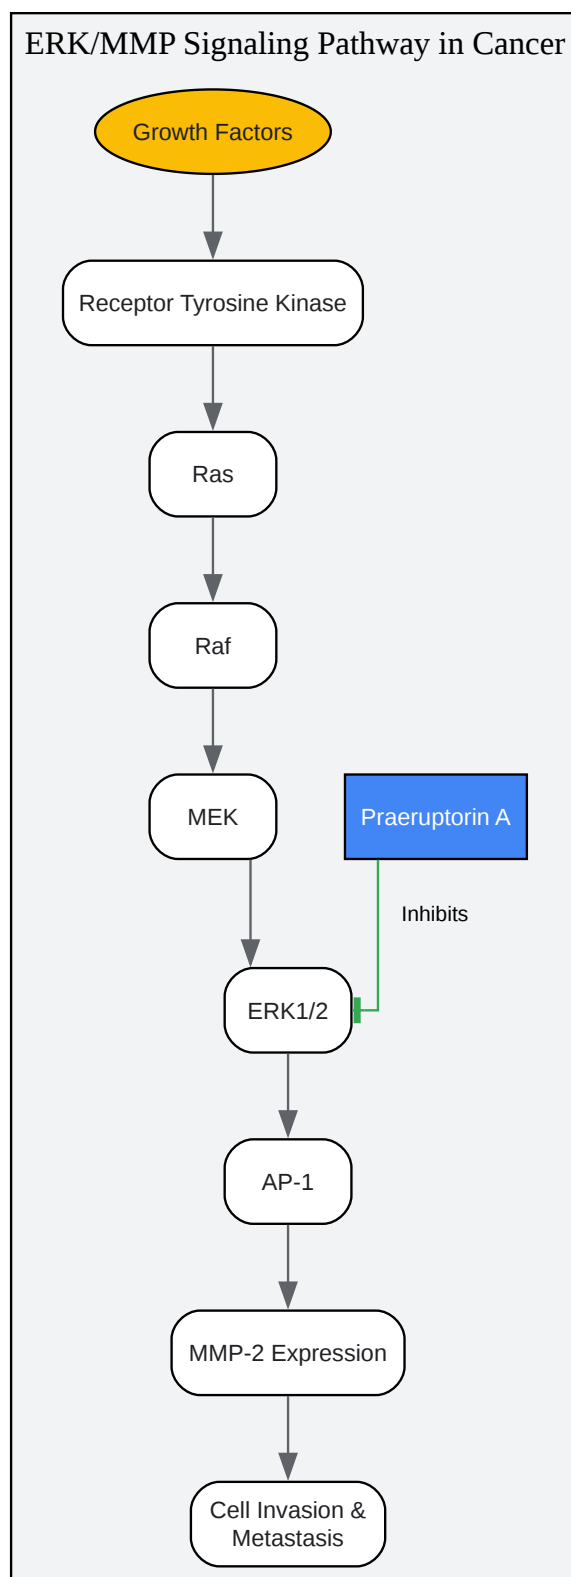 ERK/MMP Signaling Pathway in Cancer
Growth Factors
Receptor Tyrosine Kinase
Ras
Raf
MEK
Praeruptorin A
Inhibits
ERK1/2
AP-1
MMP-2 Expression
Cell Invasion &
Metastasis